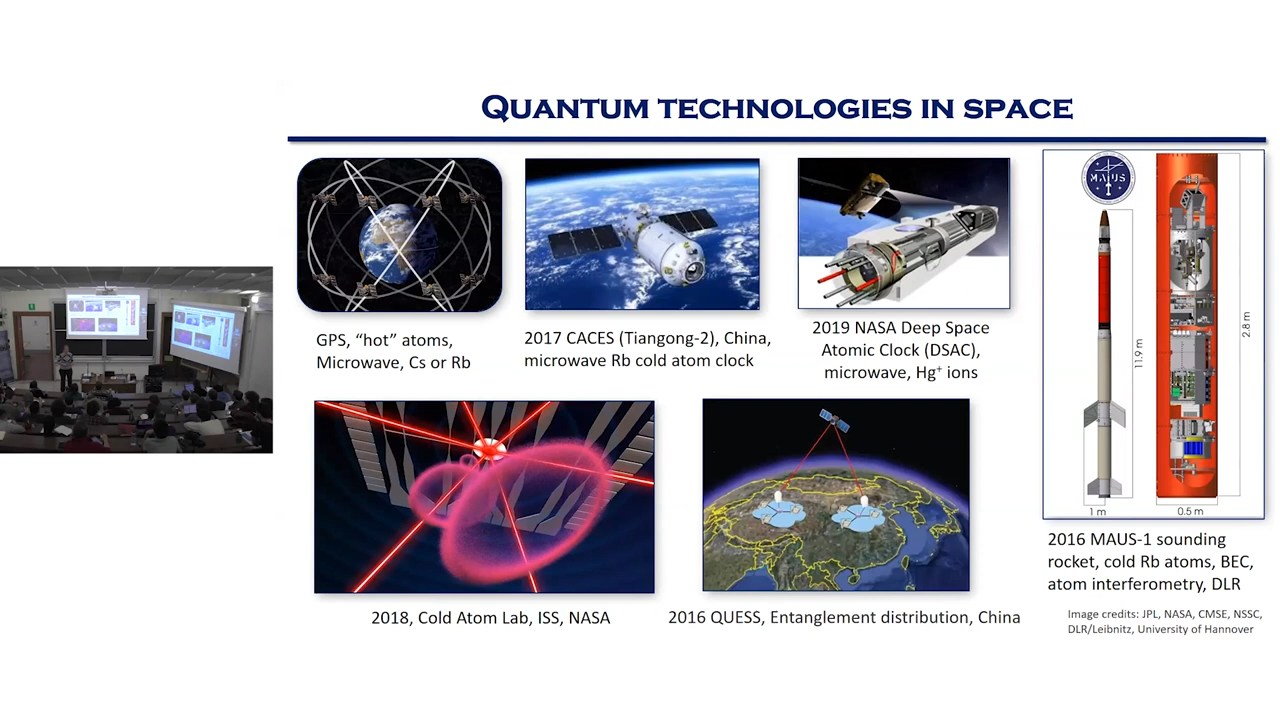 QUANTUM TECHNOLOGIES IN SPACE
GPS, “hot” atoms,
Microwave, Cs or Rb
2017 CACES (Tiangong-2), China,
microwave Rb cold atom clock
2019 NASA Deep Space
Atomic Clock (DSAC),
microwave, Hg⁺ ions
MAIUS
11.9 m
2.8 m
1 m
0.5 m
2018, Cold Atom Lab, ISS, NASA
2016 QUESS, Entanglement distribution, China
2016 MAUS-1 sounding
rocket, cold Rb atoms, BEC,
atom interferometry, DLR
Image credits: JPL, NASA, CMSE, NSSC,
DLR/Leibnitz, University of Hannover